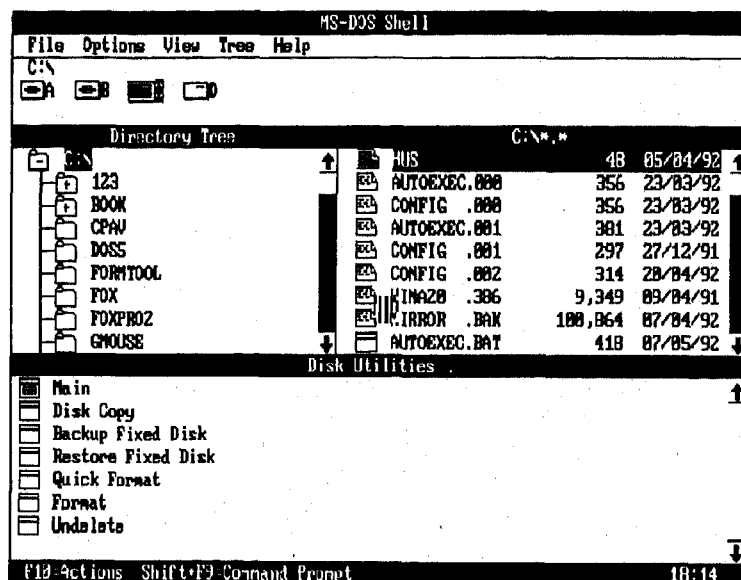 MS-DOS Shell
File Options View Tree Help
C:\
A B D
Directory Tree
C:\
123
BOOK
CPAV
DOS5
FORMTOOL
FOX
FOXPRO2
GMOUSE
C:\*.*
HUS 48 05/04/92
AUTOEXEC.000 356 23/03/92
CONFIG .000 356 23/03/92
AUTOEXEC.001 381 23/03/92
CONFIG .001 297 27/12/91
CONFIG .002 314 20/04/92
WINA20 .386 9,349 09/04/91
MIRROR .BAK 100,864 07/04/92
AUTOEXEC.BAT 418 07/05/92
Disk Utilities
Main
Disk Copy
Backup Fixed Disk
Restore Fixed Disk
Quick Format
Format
Undelete
F10=Actions Shift+F9=Command Prompt 18:14